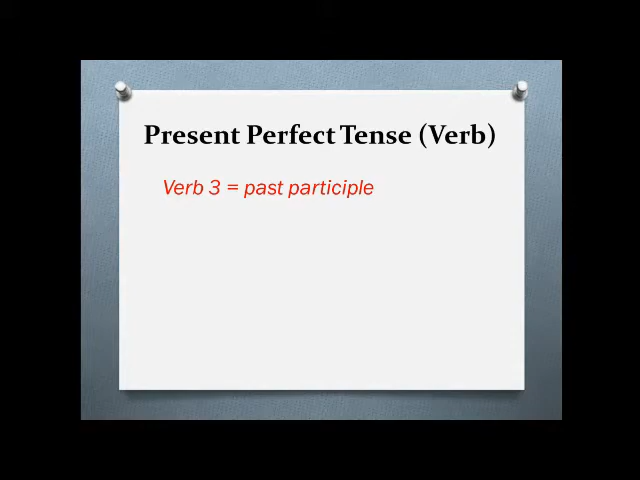 Present Perfect Tense (Verb)
Verb 3 = past participle